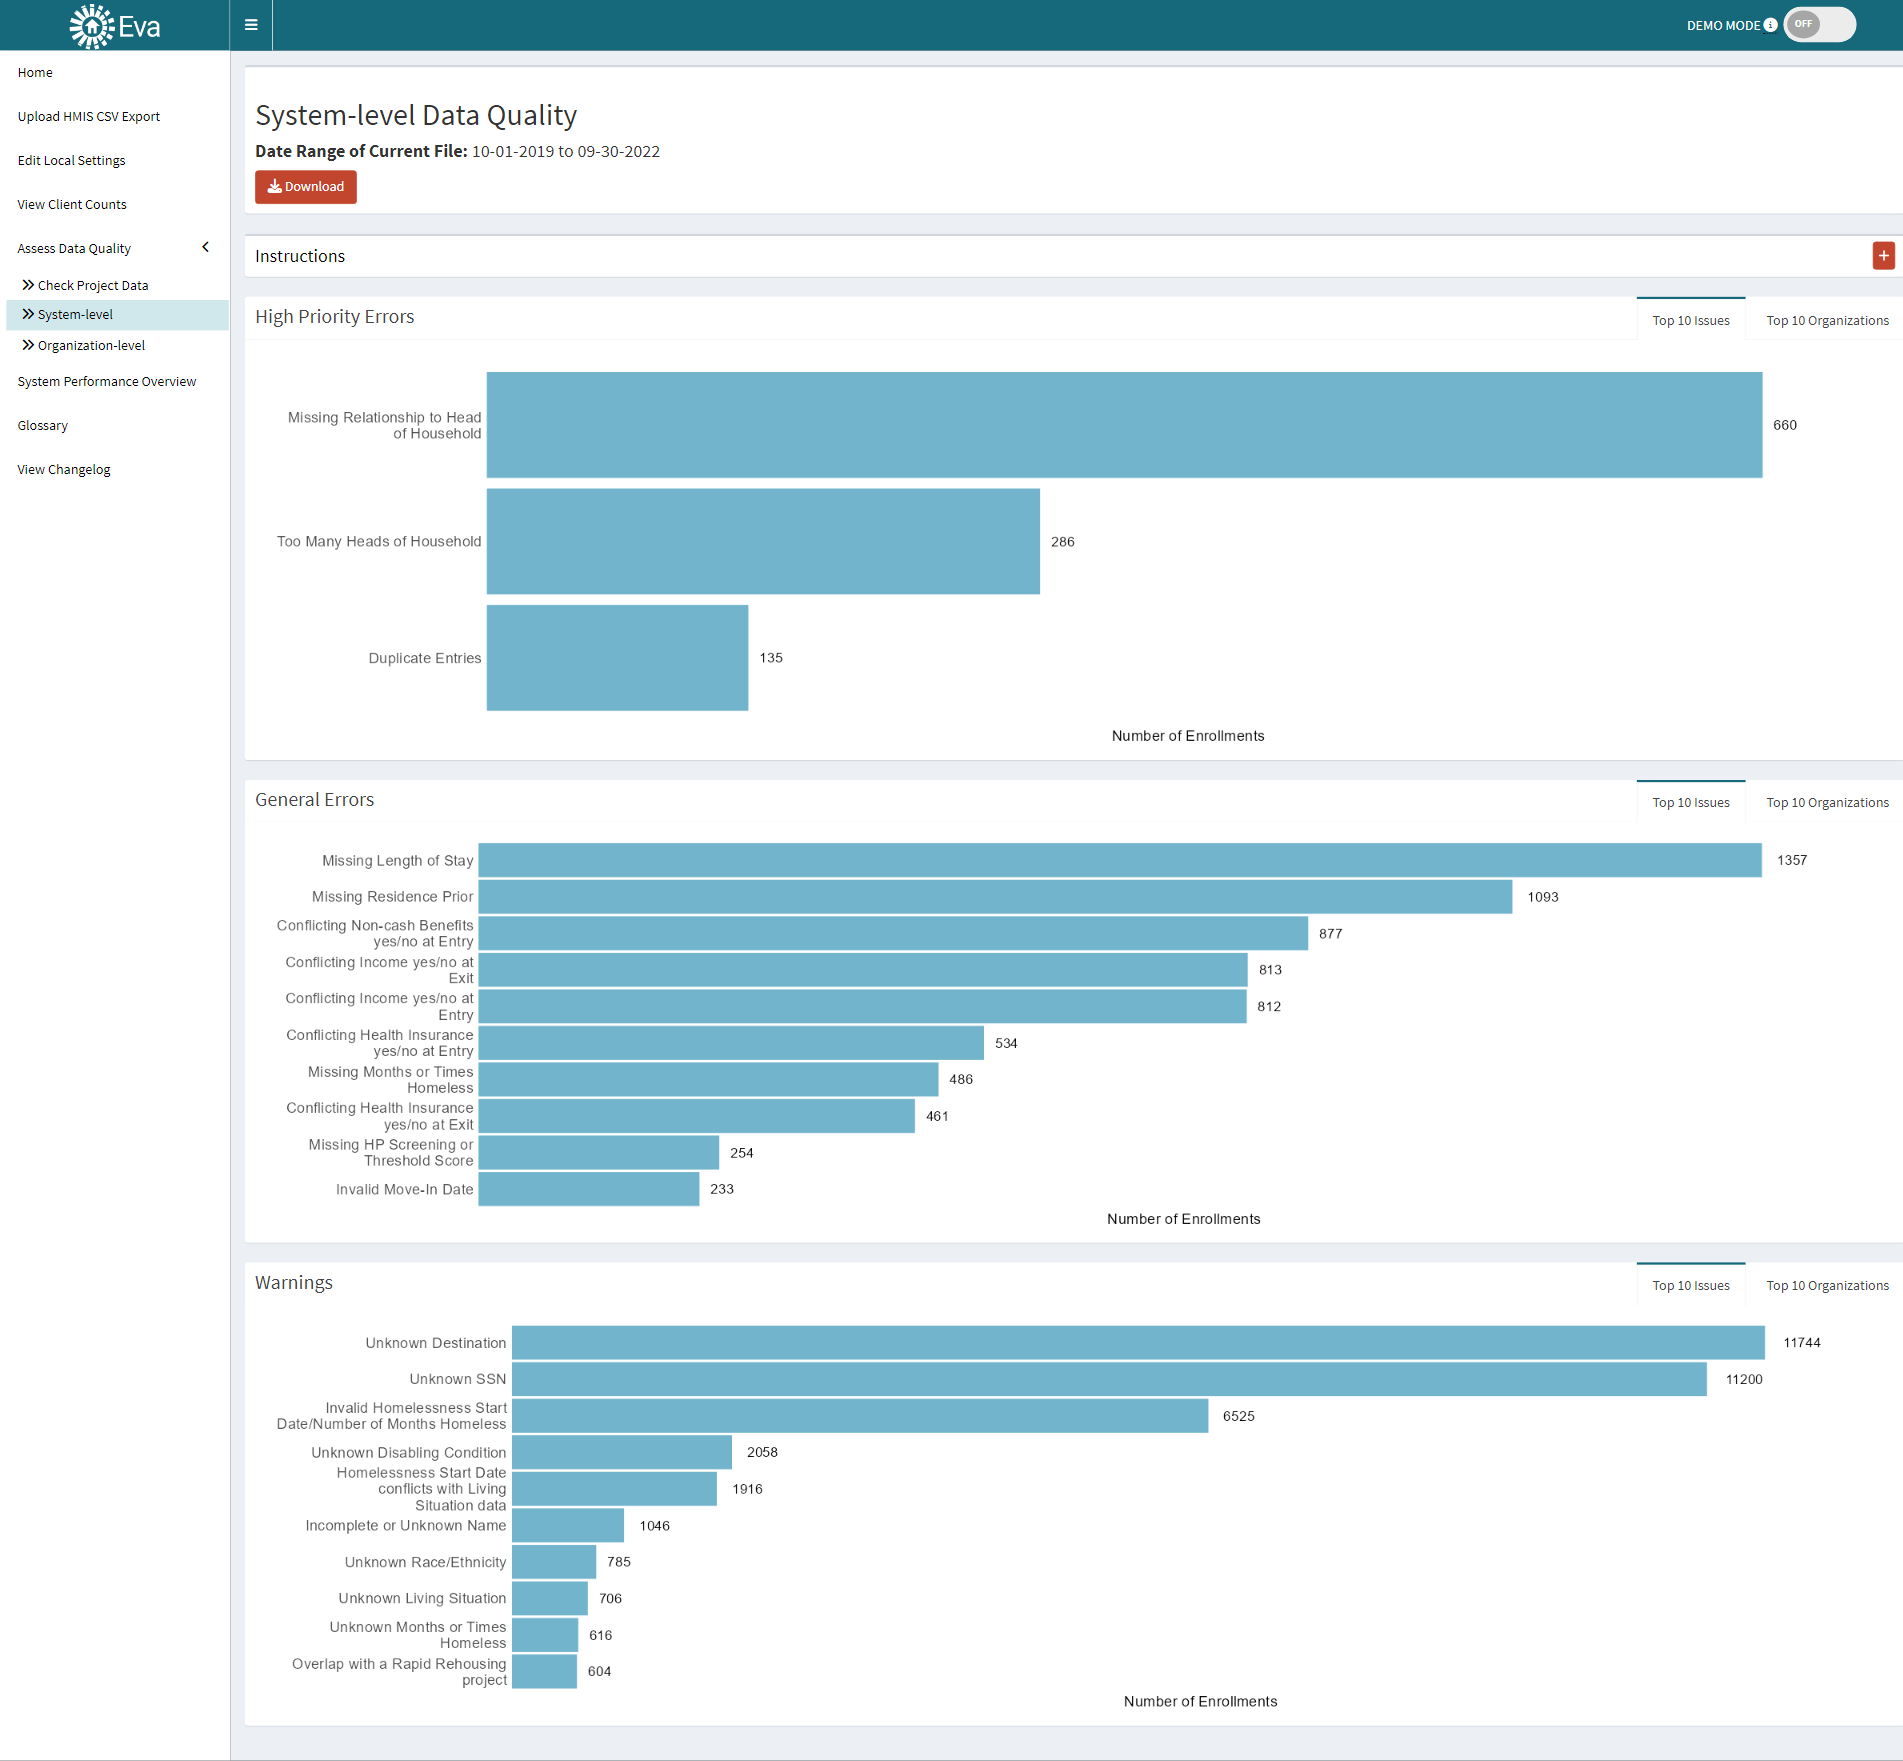 Eva
DEMO MODE
OFF
Home
Upload HMIS CSV Export
Edit Local Settings
View Client Counts
Assess Data Quality
Check Project Data
System-level
Organization-level
System Performance Overview
Glossary
View Changelog
System-level Data Quality
Date Range of Current File: 10-01-2019 to 09-30-2022
Download
Instructions
High Priority Errors
Top 10 Issues
Top 10 Organizations
Missing Relationship to Head
of Household
660
Too Many Heads of Household
286
Duplicate Entries
135
Number of Enrollments
General Errors
Top 10 Issues
Top 10 Organizations
Missing Length of Stay
1357
Missing Residence Prior
1093
Conflicting Non-cash Benefits
yes/no at Entry
877
Conflicting Income yes/no at
Exit
813
Conflicting Income yes/no at
Entry
812
Conflicting Health Insurance
yes/no at Entry
534
Missing Months or Times
Homeless
486
Conflicting Health Insurance
yes/no at Exit
461
Missing HP Screening or
Threshold Score
254
Invalid Move-In Date
233
Number of Enrollments
Warnings
Top 10 Issues
Top 10 Organizations
Unknown Destination
11744
Unknown SSN
11200
Invalid Homelessness Start
Date/Number of Months Homeless
6525
Unknown Disabling Condition
2058
Homelessness Start Date
conflicts with Living
Situation data
1916
Incomplete or Unknown Name
1046
Unknown Race/Ethnicity
785
Unknown Living Situation
706
Unknown Months or Times
Homeless
616
Overlap with a Rapid Rehousing
project
604
Number of Enrollments